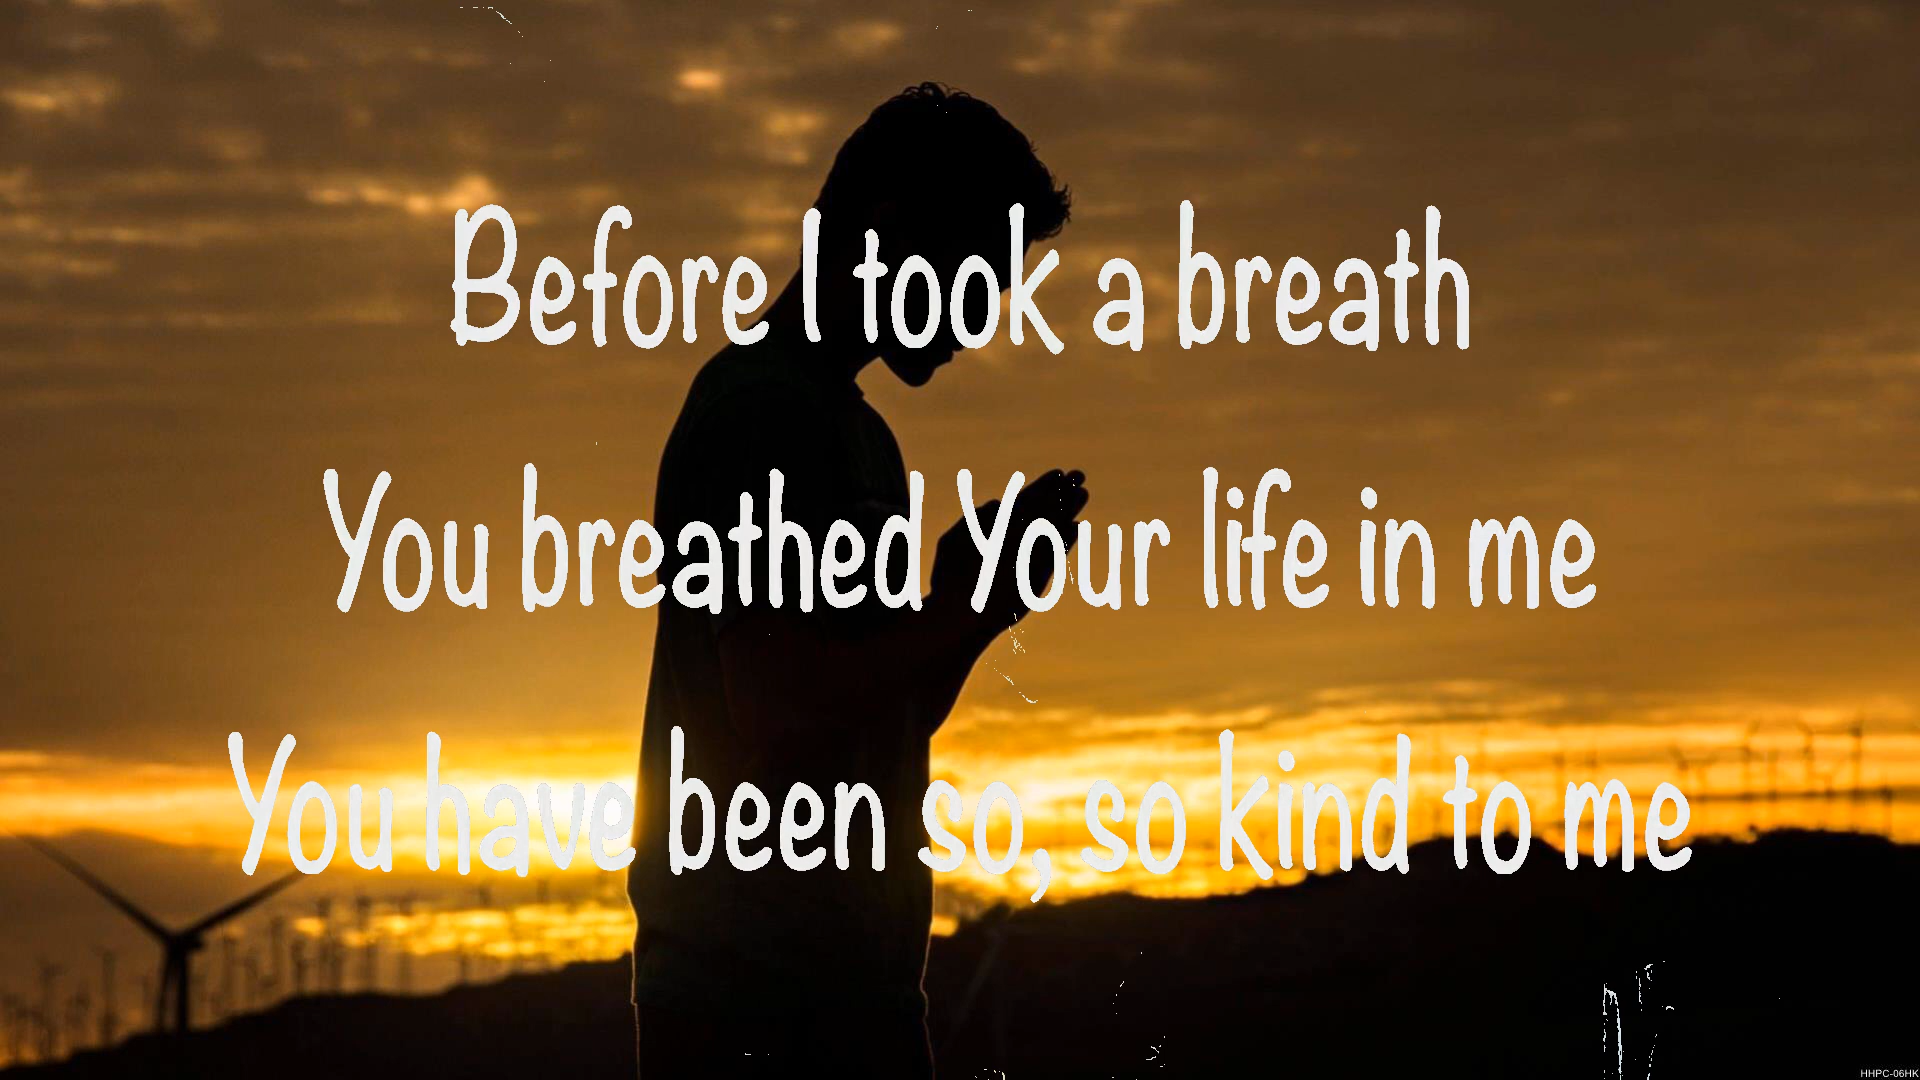 Before I took a breath
You breathed Your life in me
You have been so, so kind to me
HHPC-06HK